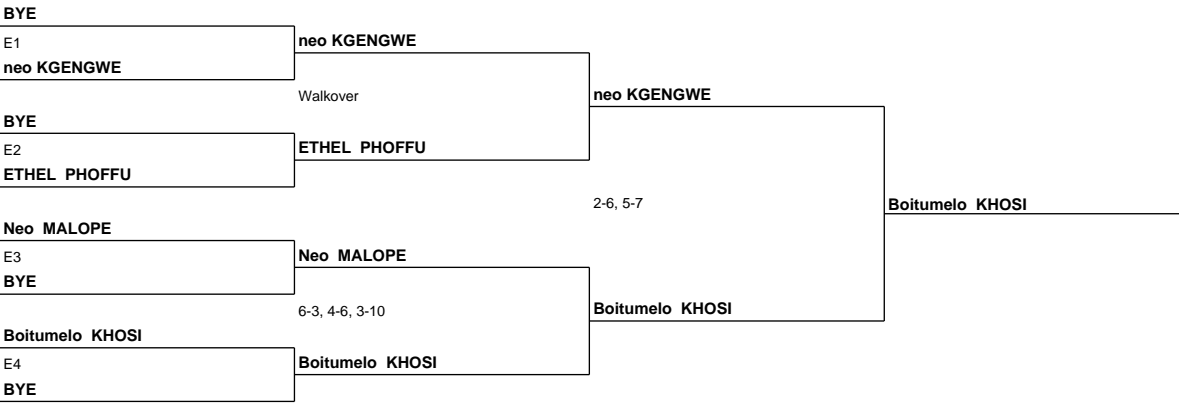 BYE
E1
neo KGENGWE
neo KGENGWE
Walkover
neo KGENGWE
BYE
E2
ETHEL PHOFFU
ETHEL PHOFFU
2-6, 5-7
Boitumelo KHOSI
Neo MALOPE
E3
BYE
Neo MALOPE
6-3, 4-6, 3-10
Boitumelo KHOSI
Boitumelo KHOSI
E4
BYE
Boitumelo KHOSI